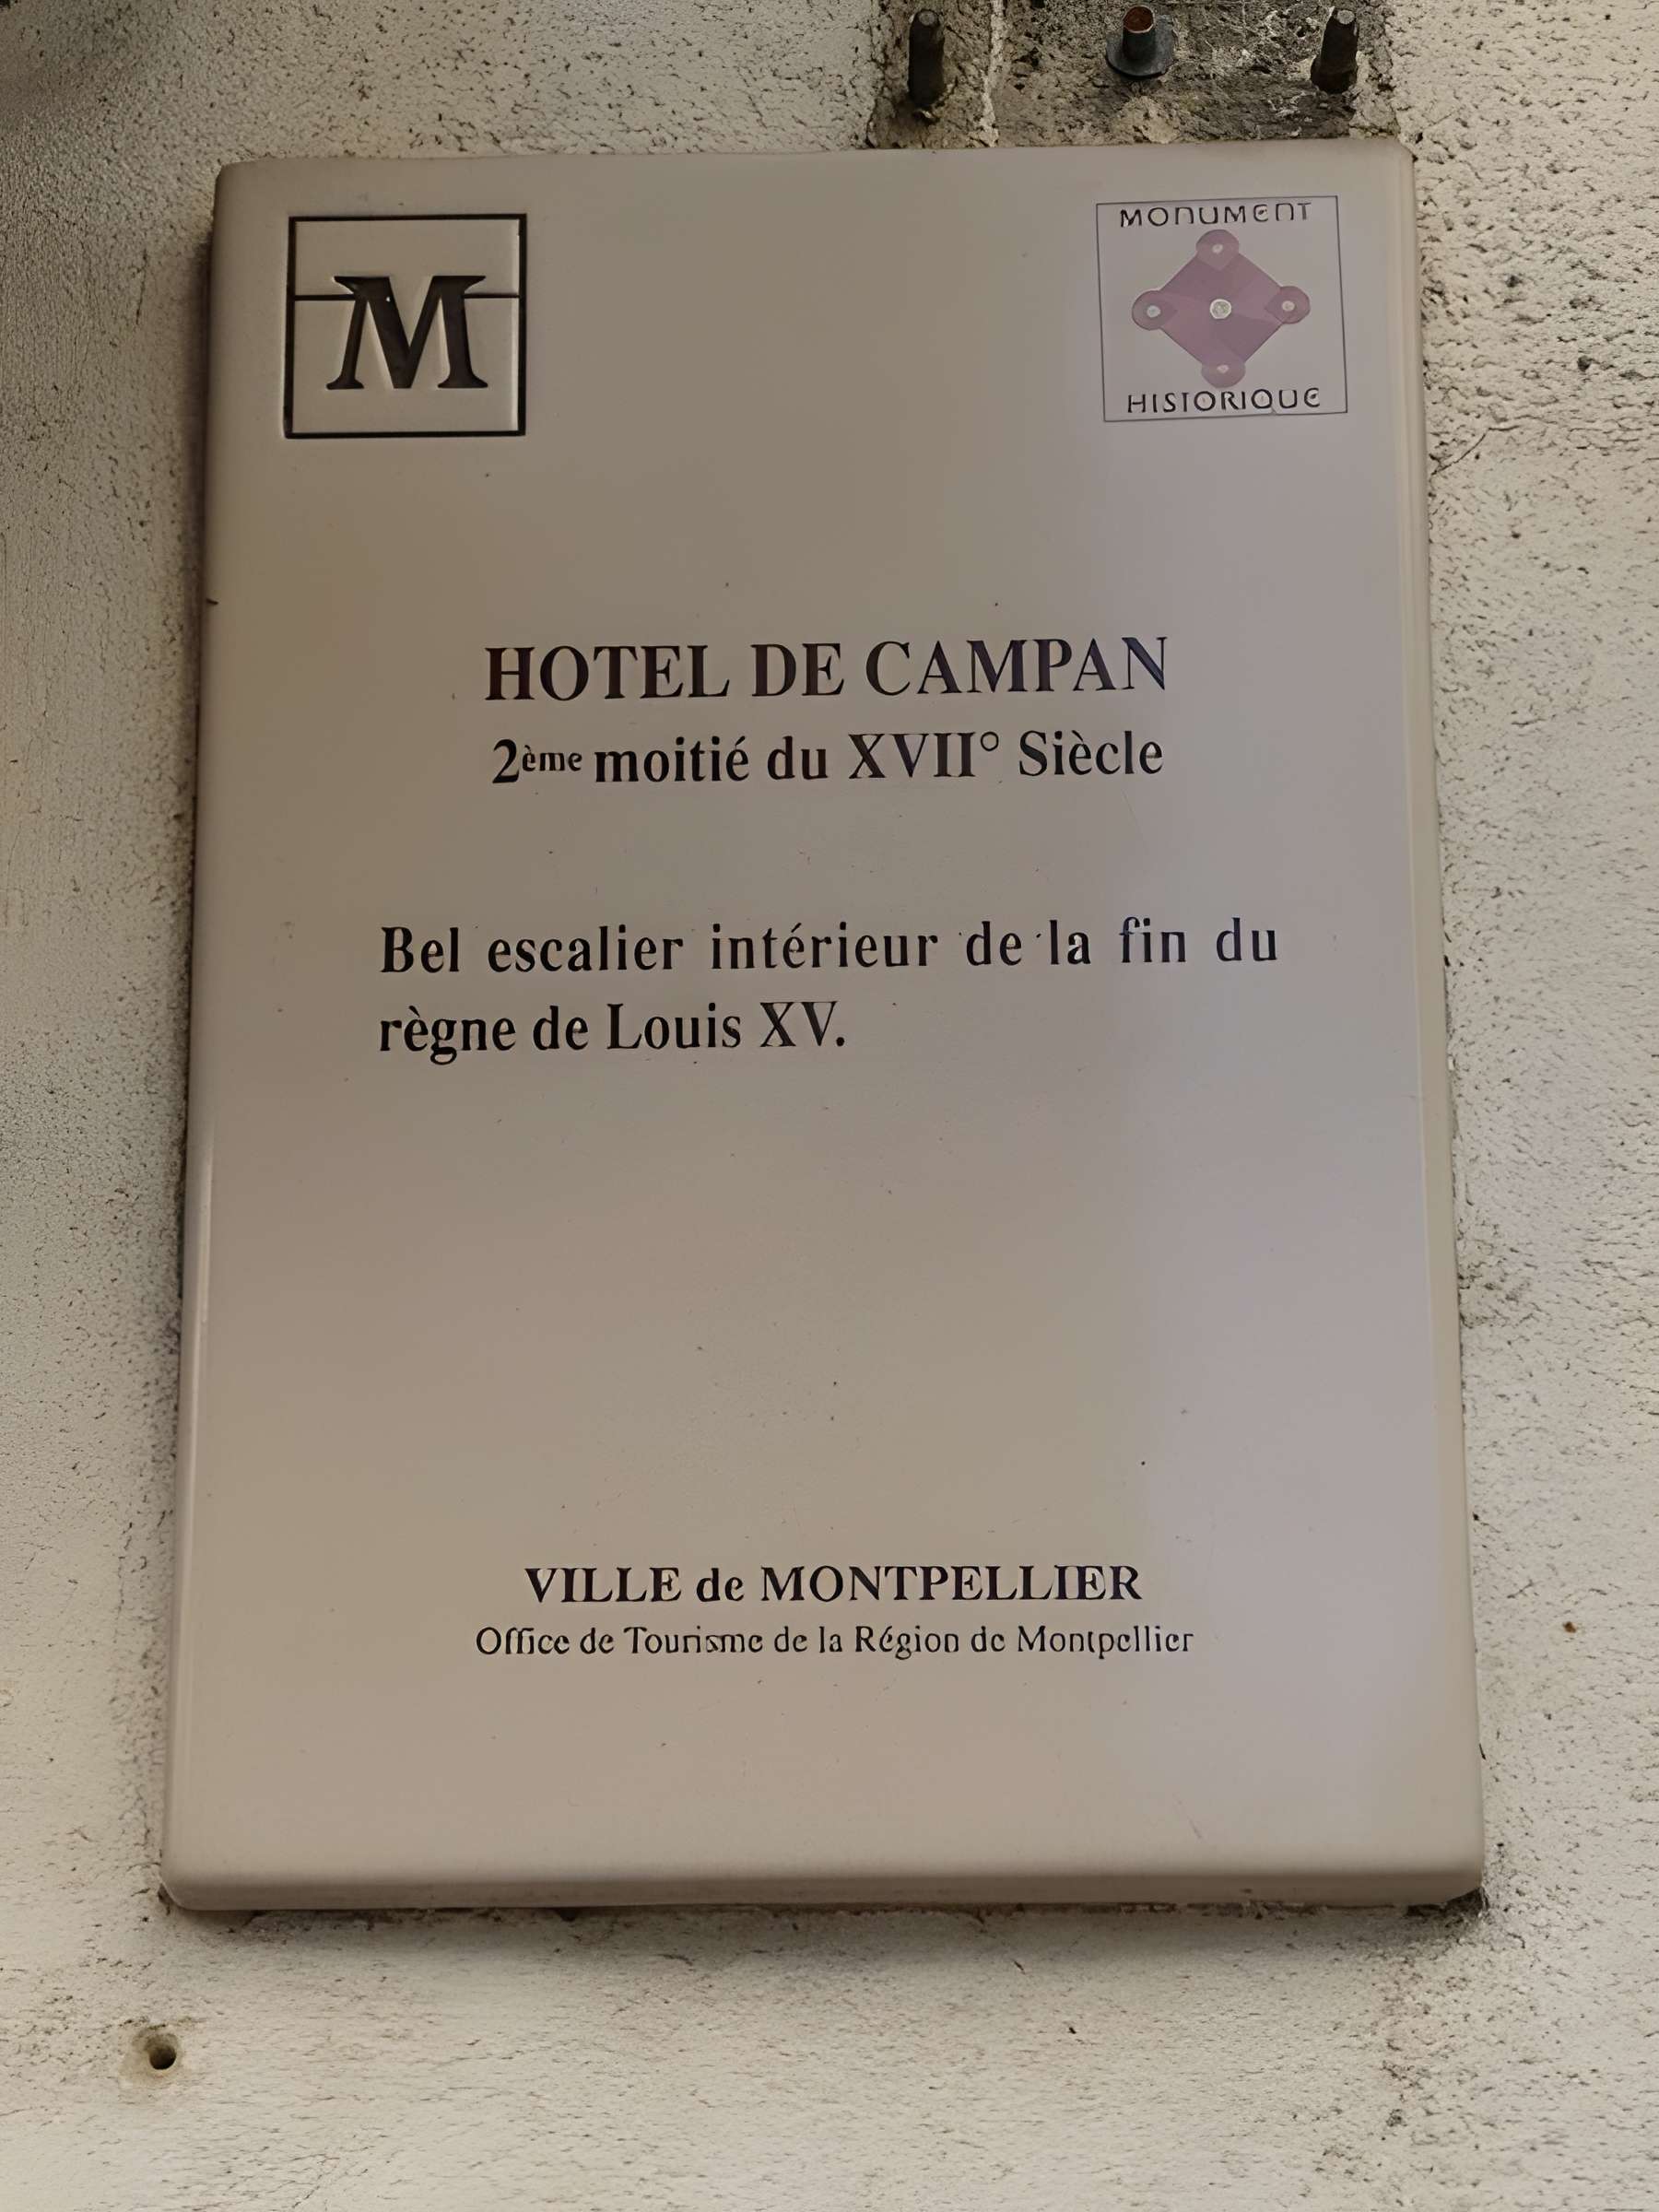 M
MONUMENT
HISTORIQUE
HOTEL DE CAMPAN
2ème moitié du XVII° Siècle
Bel escalier intérieur de la fin du
règne de Louis XV.
VILLE de MONTPELLIER
Office de Tourisme de la Région de Montpellier